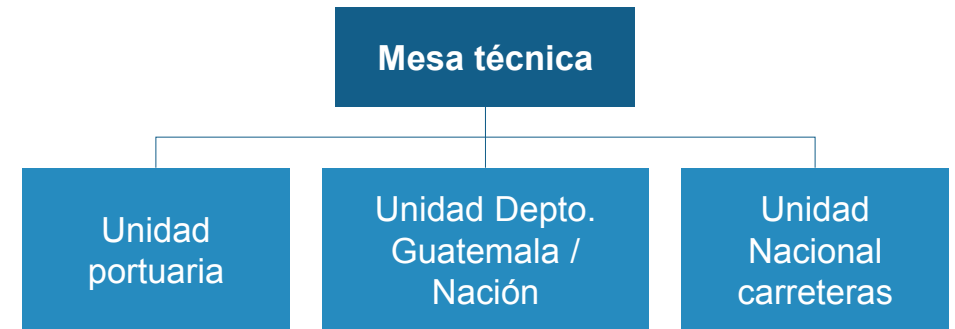 Mesa técnica
Unidad
portuaria
Unidad Depto.
Guatemala /
Nación
Unidad
Nacional
carreteras